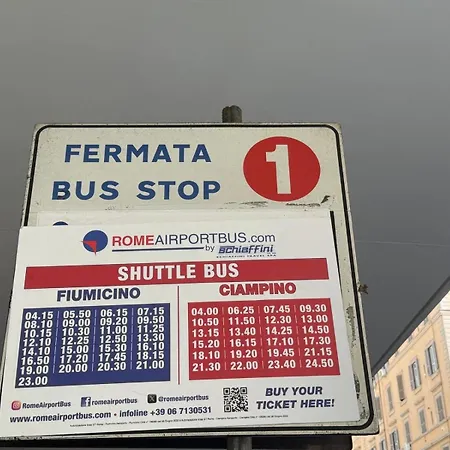 FERMATA
BUS STOP
1
ROMEAIRPORTBUS.com
by Schiaffini
SHUTTLE BUS
FIUMICINO
04.15 05.50 06.15 07.15
08.10 09.00 09.15 09.50
10.35 10.55 11.00 11.25
12.10 12.25 12.50 13.30
14.10 15.00 15.30 16.10
16.50 17.20 17.45 18.15
19.00 19.20 20.30 21.15
23.00
CIAMPINO
04.00 06.25 07.45 09.30
10.50 11.50 12.30 13.00
13.15 13.40 14.25 14.50
15.20 16.10 17.10 17.30
18.10 19.20 19.45 21.15
21.30 22.00 23.40 24.50
RomeAirportBus romeairportbus romeairportbus
www.romeairportbus.com - infoline +39 06 7130531
BUY YOUR
TICKET HERE!